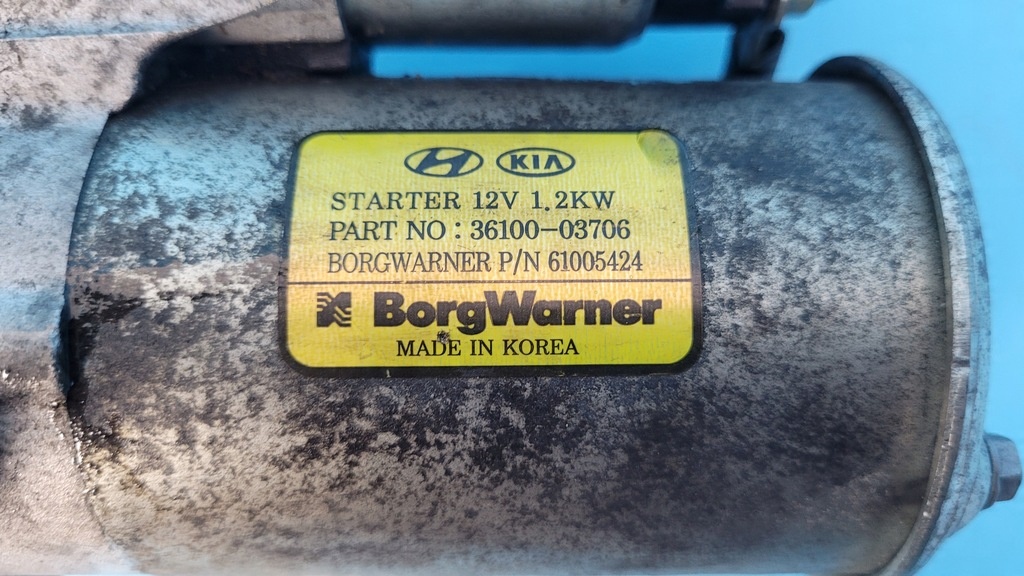 KIA
STARTER 12V 1.2KW
PART NO : 36100-03706
BORGWARNER P/N 61005424
BorgWarner
MADE IN KOREA